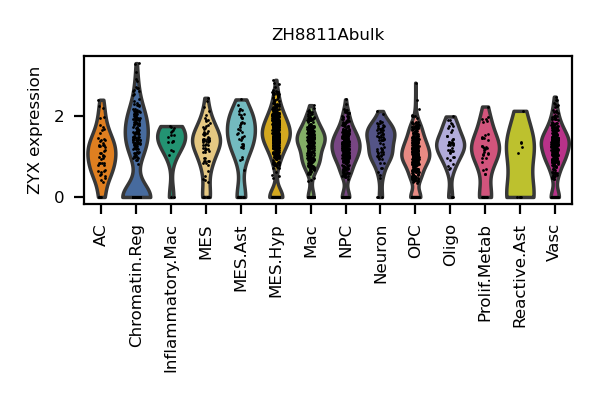 ZH8811Abulk
ZYX expression
2
0
AC
Chromatin.Reg
Inflammatory.Mac
MES
MES.Ast
MES.Hyp
Mac
NPC
Neuron
OPC
Oligo
Prolif.Metab
Reactive.Ast
Vasc